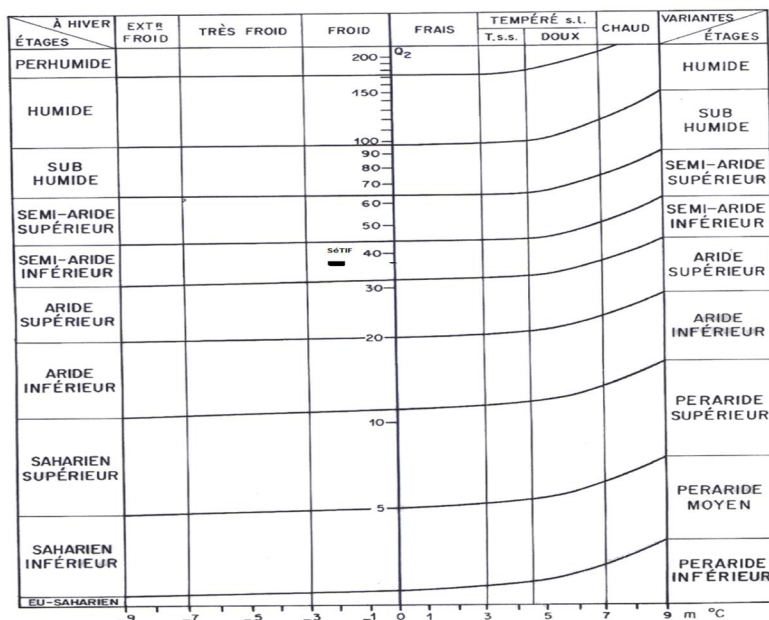 À HIVER
ÉTAGES
EXTR
FROID
TRÈS FROID
FROID
FRAIS
TEMPÉRÉ s.l.
T.s.s.
DOUX
CHAUD
VARIANTES
ÉTAGES
PERHUMIDE
HUMIDE
SUB
HUMIDE
SEMI-ARIDE
SUPÉRIEUR
SEMI-ARIDE
INFÉRIEUR
ARIDE
SUPÉRIEUR
ARIDE
INFÉRIEUR
SAHARIEN
SUPÉRIEUR
SAHARIEN
INFÉRIEUR
EU-SAHARIEN
Q2
200
150
100
90
80
70
60
50
40
30
20
10
5
SéTIF
HUMIDE
SUB
HUMIDE
SEMI-ARIDE
SUPÉRIEUR
SEMI-ARIDE
INFÉRIEUR
ARIDE
SUPÉRIEUR
ARIDE
INFÉRIEUR
PERARIDE
SUPÉRIEUR
PERARIDE
MOYEN
PERARIDE
INFÉRIEUR
-9 -7 -5 -3 -1 0 1 3 5 7 9 m °C